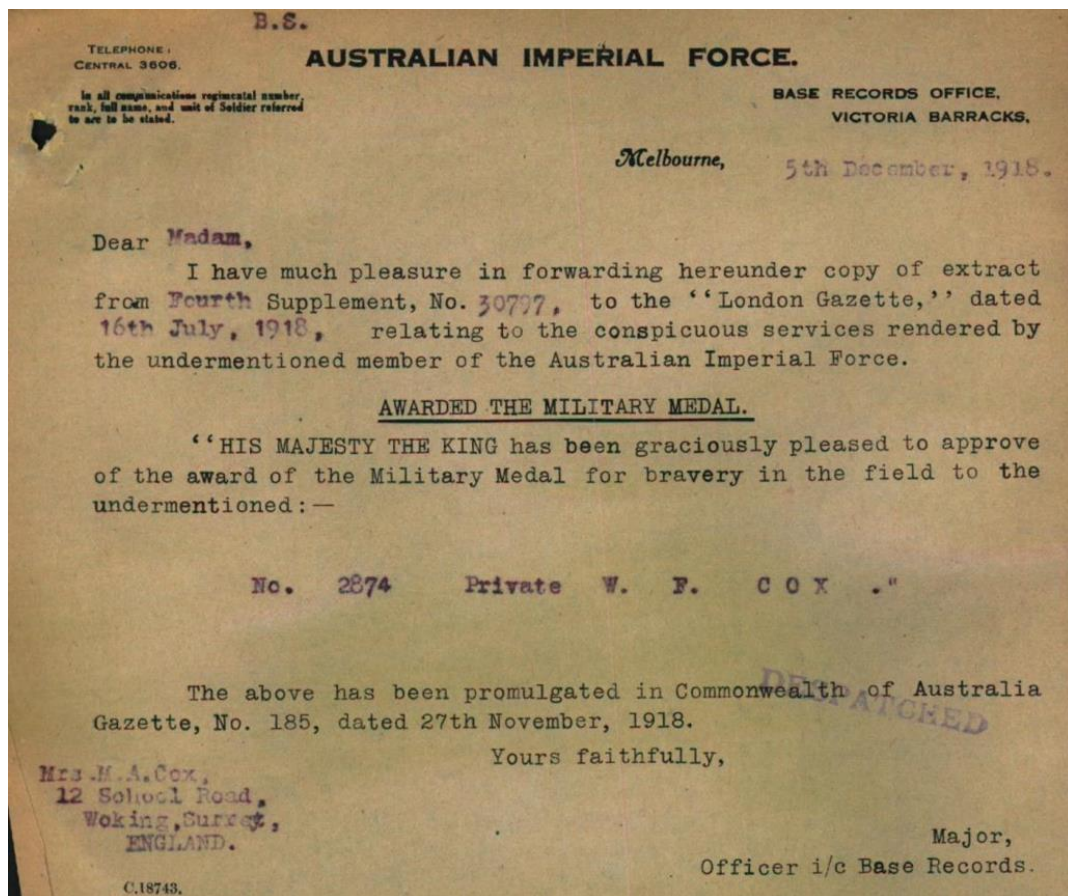 B.S.
TELEPHONE:
CENTRAL 3606.
AUSTRALIAN IMPERIAL FORCE.
In all communications regimental number,
rank, full name, and unit of Soldier referred
to are to be stated.
BASE RECORDS OFFICE,
VICTORIA BARRACKS,
Melbourne, 5th December, 1918.
Dear Madam,
I have much pleasure in forwarding hereunder copy of extract
from Fourth Supplement, No. 30797, to the ‘‘London Gazette,’’ dated
16th July, 1918, relating to the conspicuous services rendered by
the undermentioned member of the Australian Imperial Force.
AWARDED THE MILITARY MEDAL.
‘‘HIS MAJESTY THE KING has been graciously pleased to approve
of the award of the Military Medal for bravery in the field to the
undermentioned:—
No. 2874 Private W. F. COX ."
The above has been promulgated in Commonwealth of Australia
Gazette, No. 185, dated 27th November, 1918.
DESPATCHED
Yours faithfully,
Mrs.M.A.Cox,
12 School Road,
Woking,Surrey,
ENGLAND.
Major,
Officer i/c Base Records.
C.18743.